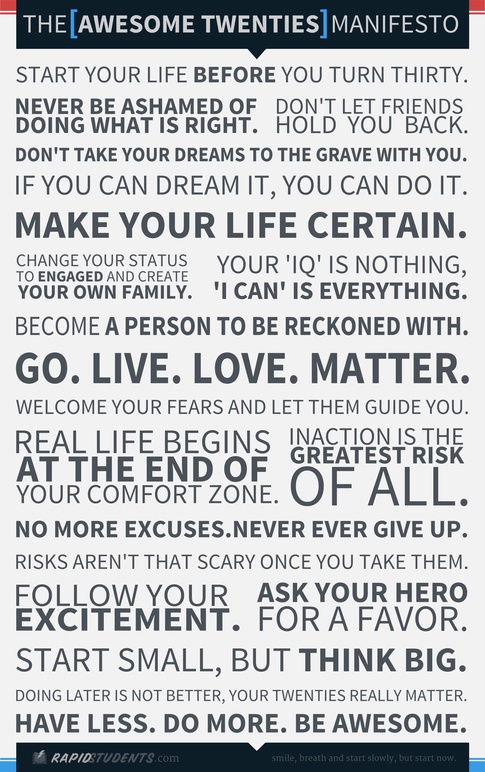 THE [AWESOME TWENTIES] MANIFESTO
START YOUR LIFE BEFORE YOU TURN THIRTY.
NEVER BE ASHAMED OF
DOING WHAT IS RIGHT.
DON'T LET FRIENDS
HOLD YOU BACK.
DON'T TAKE YOUR DREAMS TO THE GRAVE WITH YOU.
IF YOU CAN DREAM IT, YOU CAN DO IT.
MAKE YOUR LIFE CERTAIN.
CHANGE YOUR STATUS
TO ENGAGED AND CREATE
YOUR OWN FAMILY.
YOUR 'IQ' IS NOTHING,
'I CAN' IS EVERYTHING.
BECOME A PERSON TO BE RECKONED WITH.
GO. LIVE. LOVE. MATTER.
WELCOME YOUR FEARS AND LET THEM GUIDE YOU.
REAL LIFE BEGINS
AT THE END OF
YOUR COMFORT ZONE.
INACTION IS THE
GREATEST RISK
OF ALL.
NO MORE EXCUSES.NEVER EVER GIVE UP.
RISKS AREN'T THAT SCARY ONCE YOU TAKE THEM.
FOLLOW YOUR
EXCITEMENT.
ASK YOUR HERO
FOR A FAVOR.
START SMALL, BUT THINK BIG.
DOING LATER IS NOT BETTER, YOUR TWENTIES REALLY MATTER.
HAVE LESS. DO MORE. BE AWESOME.
RAPIDSTUDENTS.com
smile, breath and start slowly, but start now.